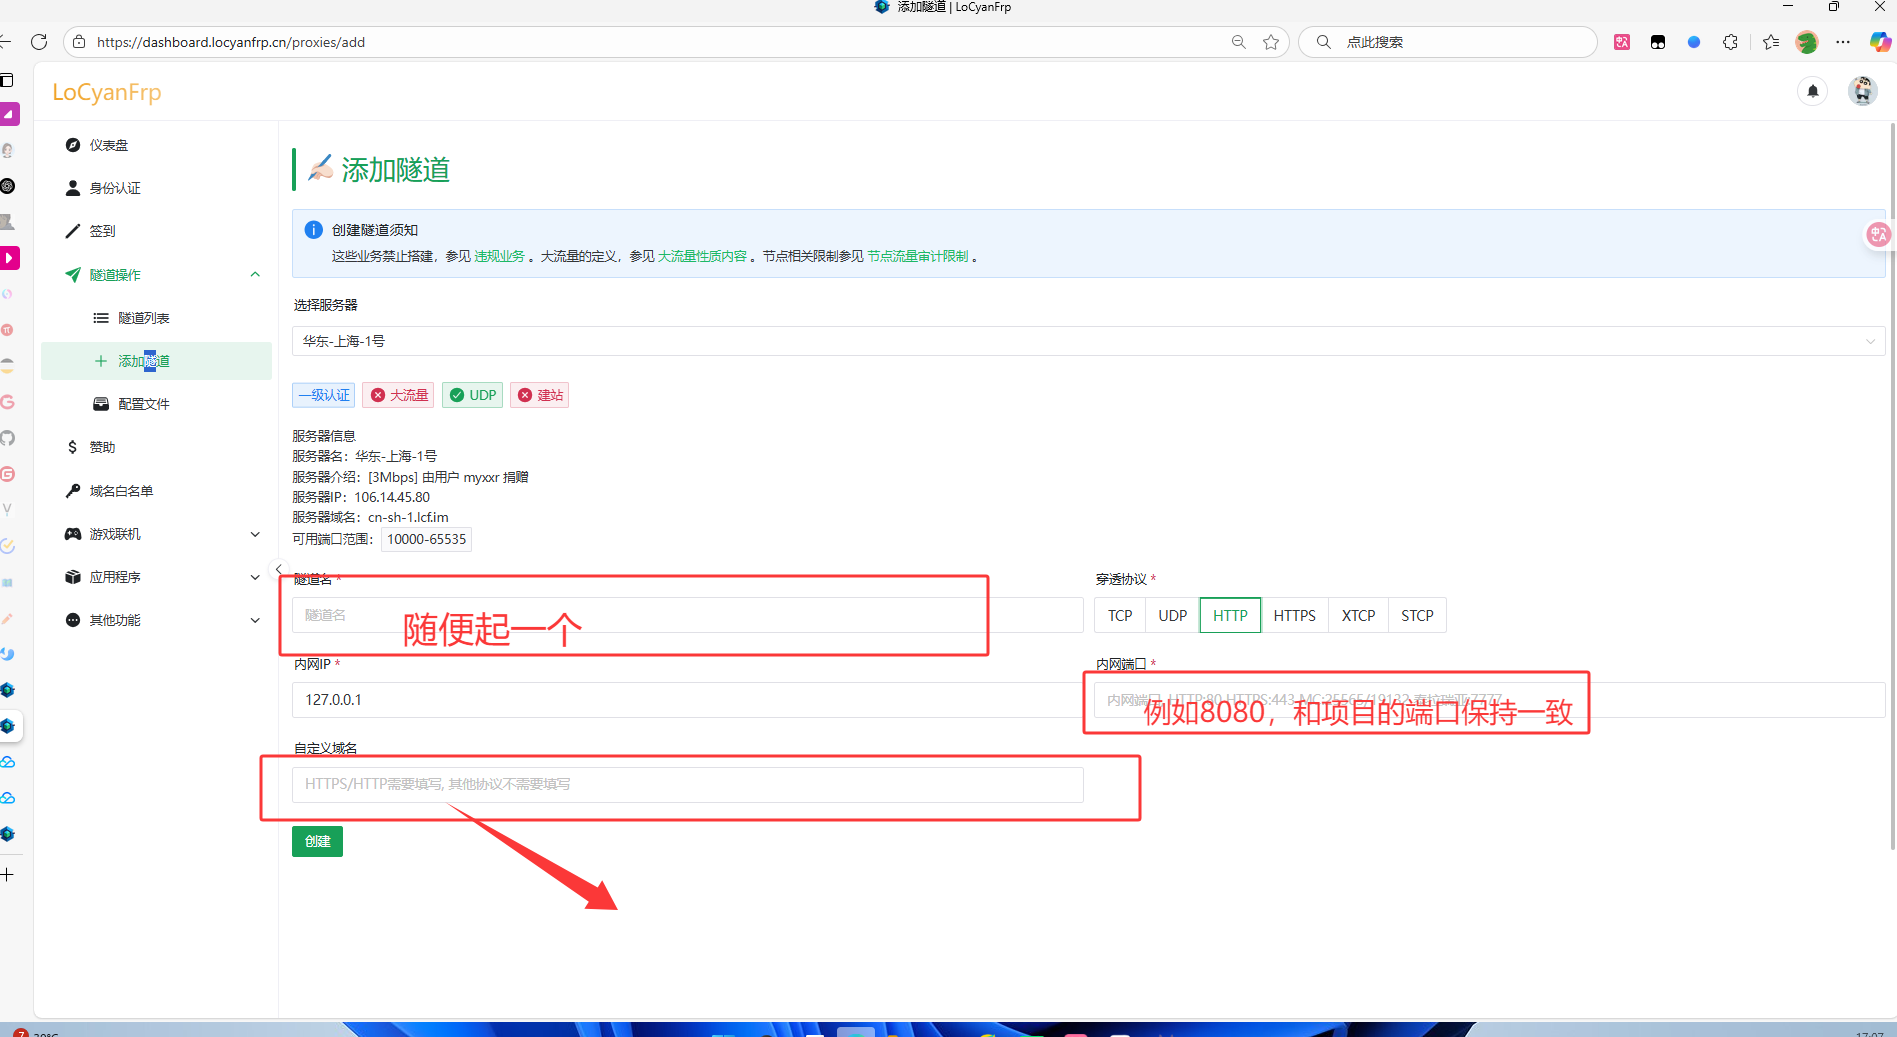 添加隧道 | LoCyanFrp
https://dashboard.locyanfrp.cn/proxies/add
点此搜索
LoCyanFrp
仪表盘
身份认证
签到
隧道操作
隧道列表
添加隧道
配置文件
赞助
域名白名单
游戏联机
应用程序
其他功能
添加隧道
创建隧道须知
这些业务禁止搭建，参见 违规业务 。大流量的定义，参见 大流量性质内容 。节点相关限制参见 节点流量审计限制 。
选择服务器
华东-上海-1号
一级认证 大流量 UDP 建站
服务器信息
服务器名：华东-上海-1号
服务器介绍：[3Mbps] 由用户 myxxr 捐赠
服务器IP：106.14.45.80
服务器域名：cn-sh-1.lcf.im
可用端口范围： 10000-65535
隧道名 *
隧道名
随便起一个
穿透协议 *
TCP UDP HTTP HTTPS XTCP STCP
内网IP *
127.0.0.1
内网端口 *
内网端口, HTTP:80 HTTPS:443 MC:25565/19132 泰拉瑞亚:7777
例如8080，和项目的端口保持一致
自定义域名
HTTPS/HTTP需要填写, 其他协议不需要填写
创建